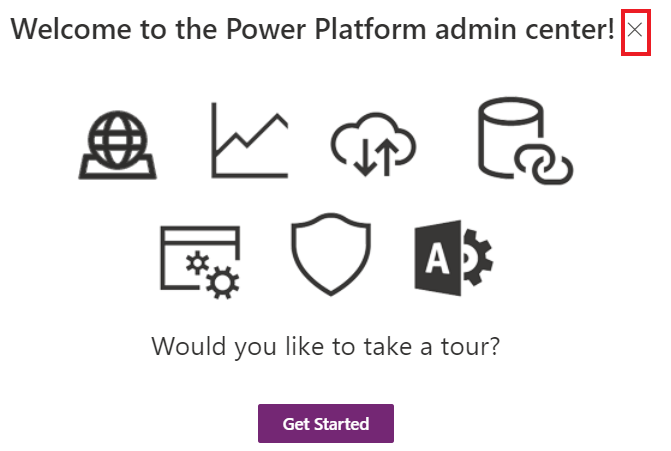 Welcome to the Power Platform admin center!
A
Would you like to take a tour?
Get Started